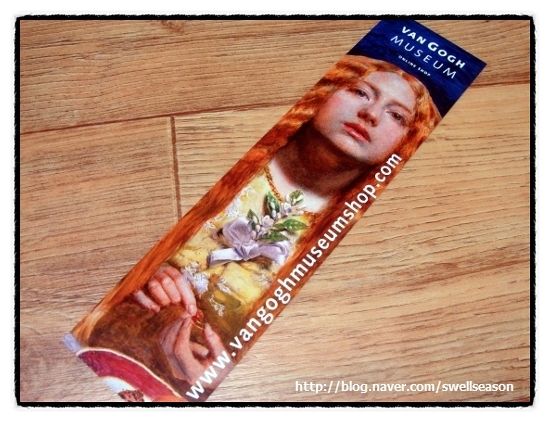 VAN GOGH
MUSEUM
ONLINE SHOP
www.vangoghmuseumshop.com
http://blog.naver.com/swellseason